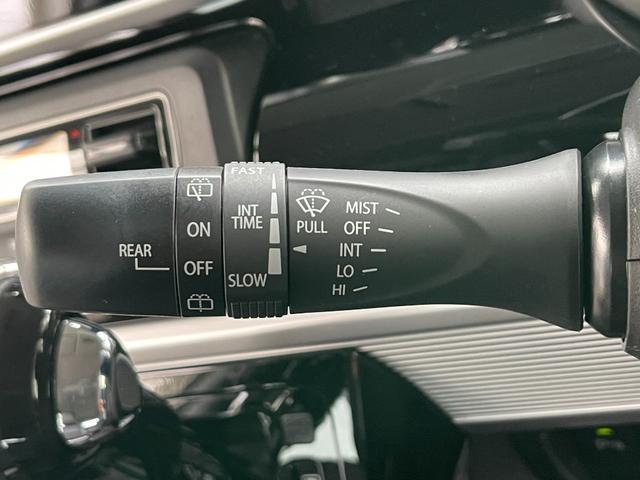 REAR
ON
OFF
FAST
INT
TIME
SLOW
PULL
MIST
OFF
INT
LO
HI